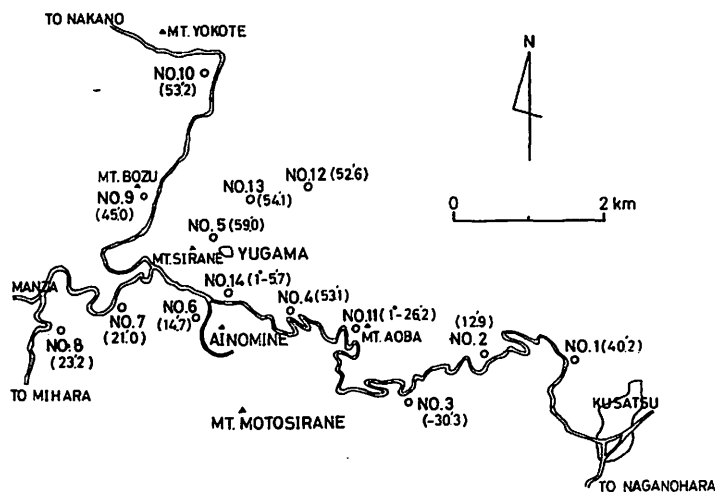 TO NAKANO
MT. YOKOTE
N
NO.10
(53'.2)
NO.12 (52'.6)
MT. BOZU
NO.13
(54'.1)
NO.9
(45'.0)
0 2 km
NO.5 (59'.0)
MT. SIRANE YUGAMA
MANZA
NO.14 (1°-5'.7)
NO.4 (53'.1)
NO.7
(21'.0)
NO.6
(14'.7)
NO.11 (1°-26'.2)
(12'.9)
NO.8
(23'.2)
AINOMINE
MT. AOBA
NO.2
NO.1 (40'.2)
TO MIHARA
KUSATSU
NO.3
(-30'.3)
MT. MOTOSIRANE
TO NAGANOHARA